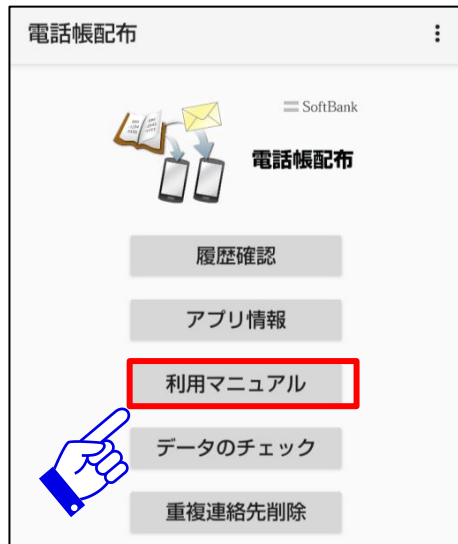 電話帳配布
SoftBank
電話帳配布
履歴確認
アプリ情報
利用マニュアル
データのチェック
重複連絡先削除